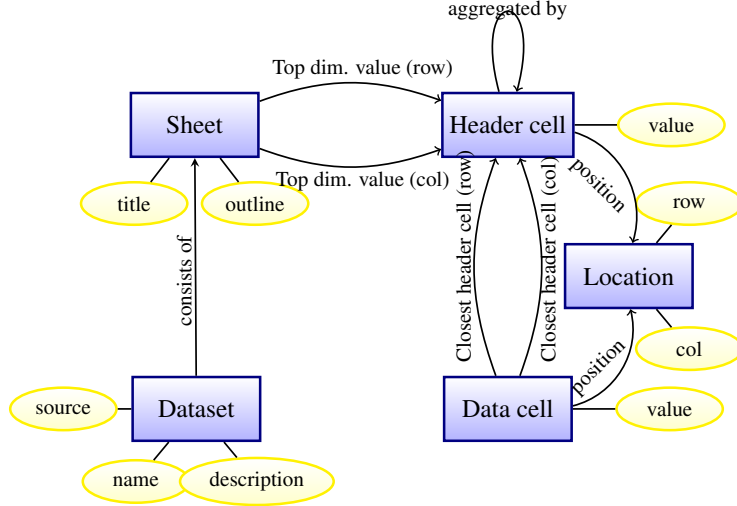 aggregated by
Top dim. value (row)
Sheet
Header cell
value
Top dim. value (col)
position
title
outline
row
Closest header cell (row)
Closest header cell (col)
consists of
Location
col
position
source
Dataset
Data cell
value
name
description